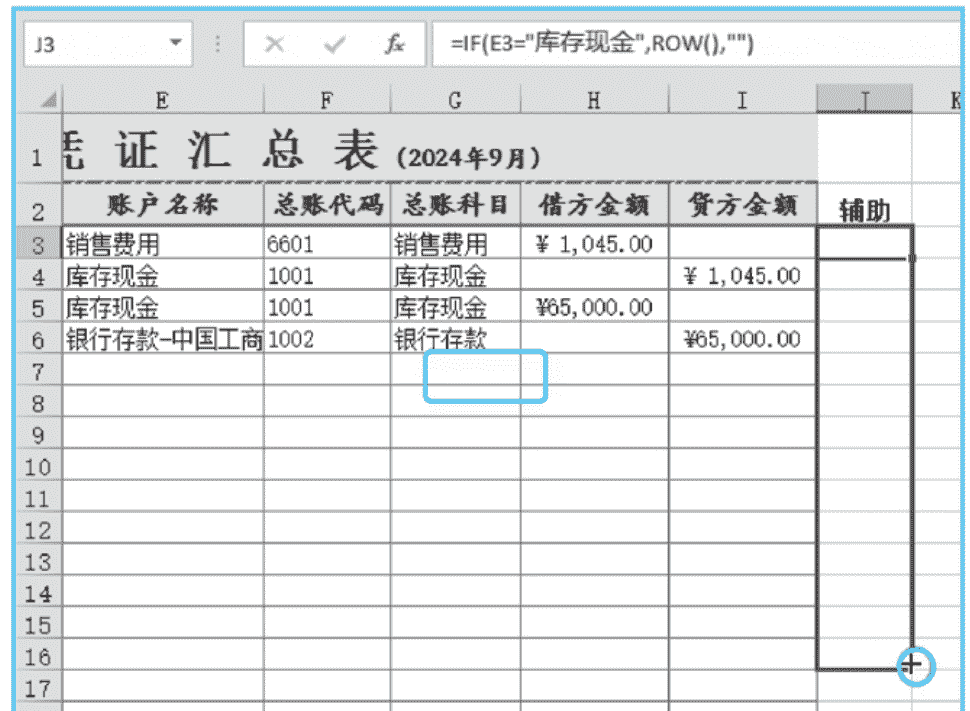 J3 fx =IF(E3="库存现金",ROW(),"")
E F G H I J K
1 凭 证 汇 总 表 (2024年9月)
2 账户名称 总账代码 总账科目 借方金额 贷方金额 辅助
3 销售费用 6601 销售费用 ¥ 1,045.00
4 库存现金 1001 库存现金 ¥ 1,045.00
5 库存现金 1001 库存现金 ¥65,000.00
6 银行存款-中国工商 1002 银行存款 ¥65,000.00
7
8
9
10
11
12
13
14
15
16
17